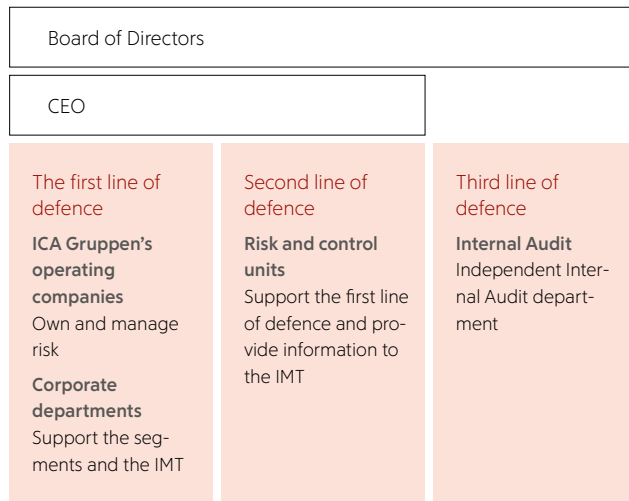 Board of Directors
CEO
The first line of
defence
ICA Gruppen's
operating
companies
Own and manage
risk
Corporate
departments
Support the seg-
ments and the IMT
Second line of
defence
Risk and control
units
Support the first line
of defence and pro-
vide information to
the IMT
Third line of
defence
Internal Audit
Independent Inter-
nal Audit depart-
ment